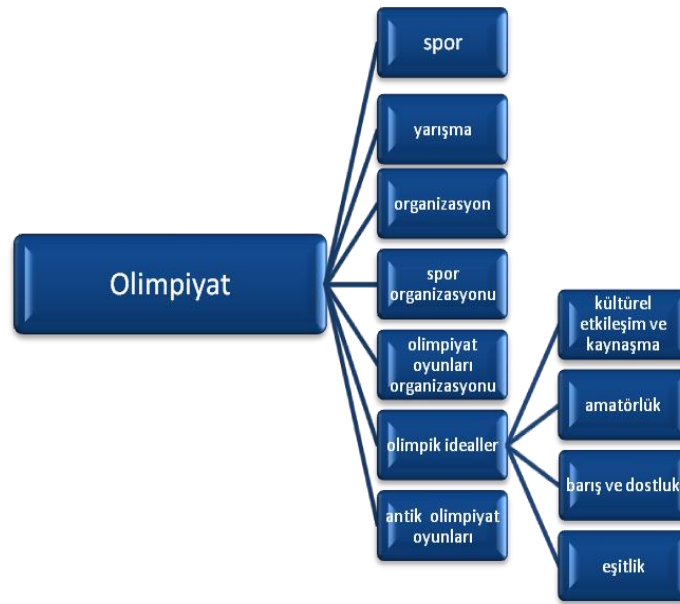 Olimpiyat
spor
yarışma
organizasyon
spor
organizasyonu
olimpiyat
oyunları
organizasyonu
olimpik idealler
antik olimpiyat
oyunları
kültürel
etkileşim ve
kaynaşma
amatörlük
barış ve dostluk
eşitlik